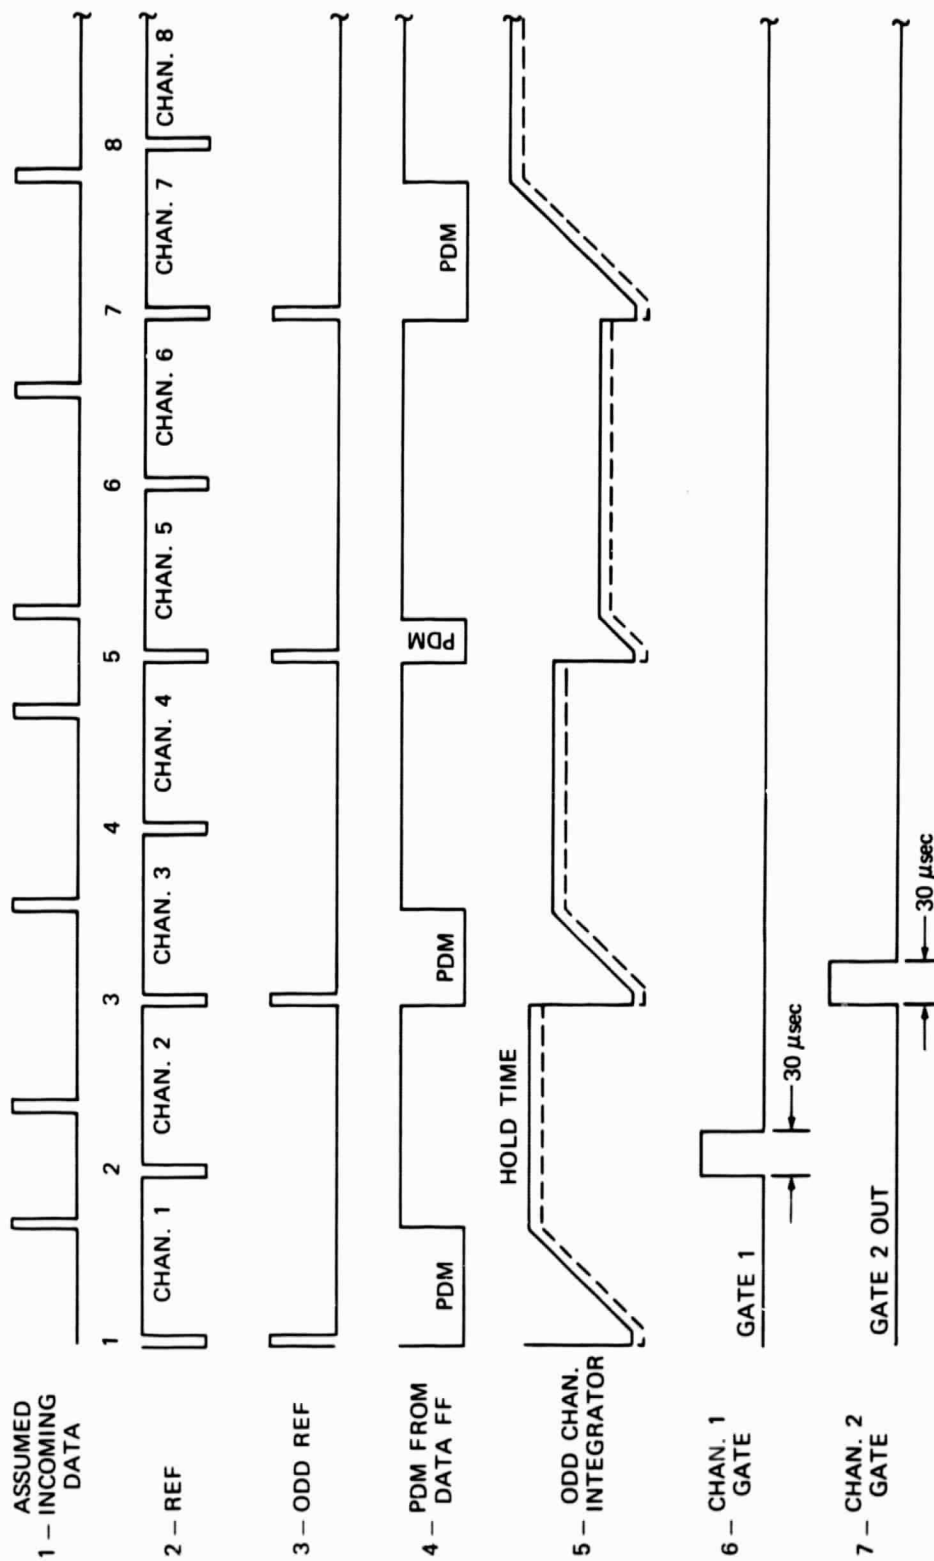 ASSUMED
1 – INCOMING
DATA
1 2 3 4 5 6 7 8
2 – REF
CHAN. 1 CHAN. 2 CHAN. 3 CHAN. 4 CHAN. 5 CHAN. 6 CHAN. 7 CHAN. 8
3 – ODD REF
4 – PDM FROM
DATA FF
PDM PDM PDM PDM
HOLD TIME
5 – ODD CHAN.
INTEGRATOR
6 – CHAN. 1
GATE
GATE 1
30 μsec
7 – CHAN. 2
GATE
GATE 2 OUT
30 μsec